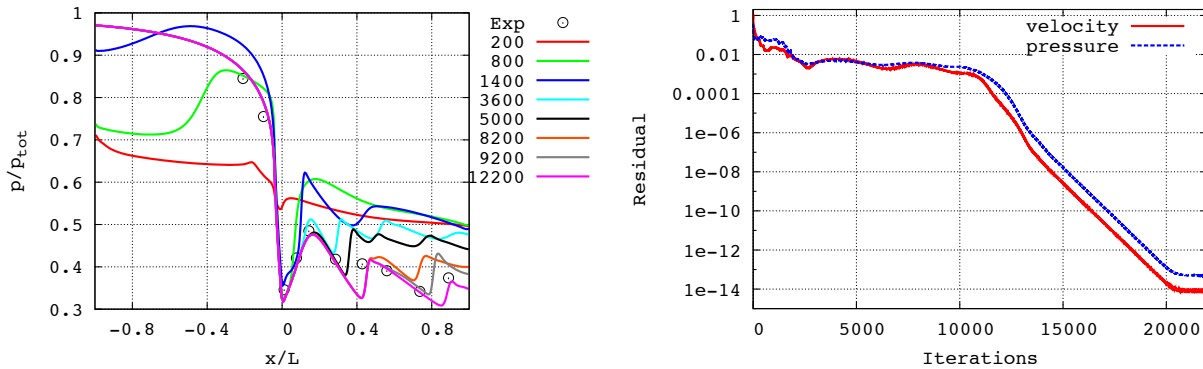 1
0.9
0.8
0.7
0.6
0.5
0.4
0.3
p/p_tot
−0.8 −0.4 0 0.4 0.8
x/L
Exp
200
800
1400
3600
5000
8200
9200
12200
1
0.01
0.0001
1e−06
1e−08
1e−10
1e−12
1e−14
Residual
0 5000 10000 15000 20000
Iterations
velocity
pressure